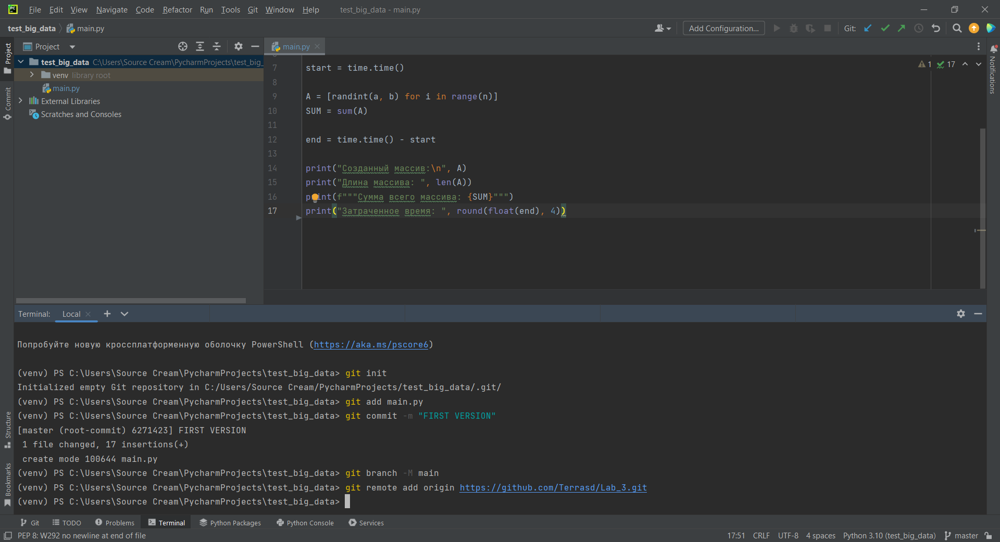 File Edit View Navigate Code Refactor Run Tools Git Window Help test_big_data - main.py
test_big_data main.py Add Configuration... Git:
Project main.py
test_big_data C:\Users\Source Cream\PycharmProjects\test_big_
venv library root
main.py
External Libraries
Scratches and Consoles
Project
Commit
Structure
Bookmarks
7 start = time.time()
8
9 A = [randint(a, b) for i in range(n)]
10 SUM = sum(A)
11
12 end = time.time() - start
13
14 print("Созданный массив:\n", A)
15 print("Длина массива: ", len(A))
16 print(f"""Сумма всего массива: {SUM}""")
17 print("Затраченное время: ", round(float(end), 4))
1 17
Notifications
Terminal: Local
Попробуйте новую кроссплатформенную оболочку PowerShell (https://aka.ms/pscore6)
(venv) PS C:\Users\Source Cream\PycharmProjects\test_big_data> git init
Initialized empty Git repository in C:/Users/Source Cream/PycharmProjects/test_big_data/.git/
(venv) PS C:\Users\Source Cream\PycharmProjects\test_big_data> git add main.py
(venv) PS C:\Users\Source Cream\PycharmProjects\test_big_data> git commit -m "FIRST VERSION"
[master (root-commit) 6271423] FIRST VERSION
1 file changed, 17 insertions(+)
create mode 100644 main.py
(venv) PS C:\Users\Source Cream\PycharmProjects\test_big_data> git branch -M main
(venv) PS C:\Users\Source Cream\PycharmProjects\test_big_data> git remote add origin https://github.com/Terrasd/Lab_3.git
(venv) PS C:\Users\Source Cream\PycharmProjects\test_big_data>
Git TODO Problems Terminal Python Packages Python Console Services
PEP 8: W292 no newline at end of file 17:51 CRLF UTF-8 4 spaces Python 3.10 (test_big_data) master